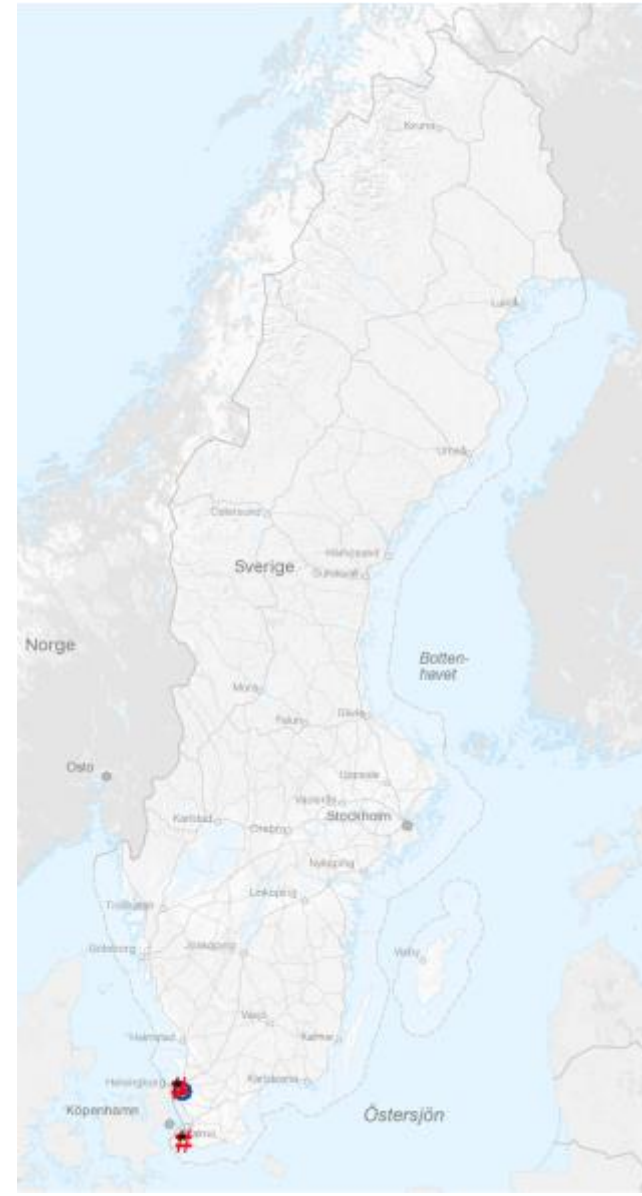 Kiruna
Luleå
Umeå
Östersund
Härnösand
Sundsvall
Sverige
Norge
Botten-
havet
Mora
Falun
Gävle
Oslo
Uppsala
Västerås
Stockholm
Karlstad
Örebro
Nyköping
Linköping
Trollhättan
Göteborg
Jönköping
Visby
Växjö
Halmstad
Kalmar
Helsingborg
Karlskrona
Köpenhamn
Östersjön
Malmö